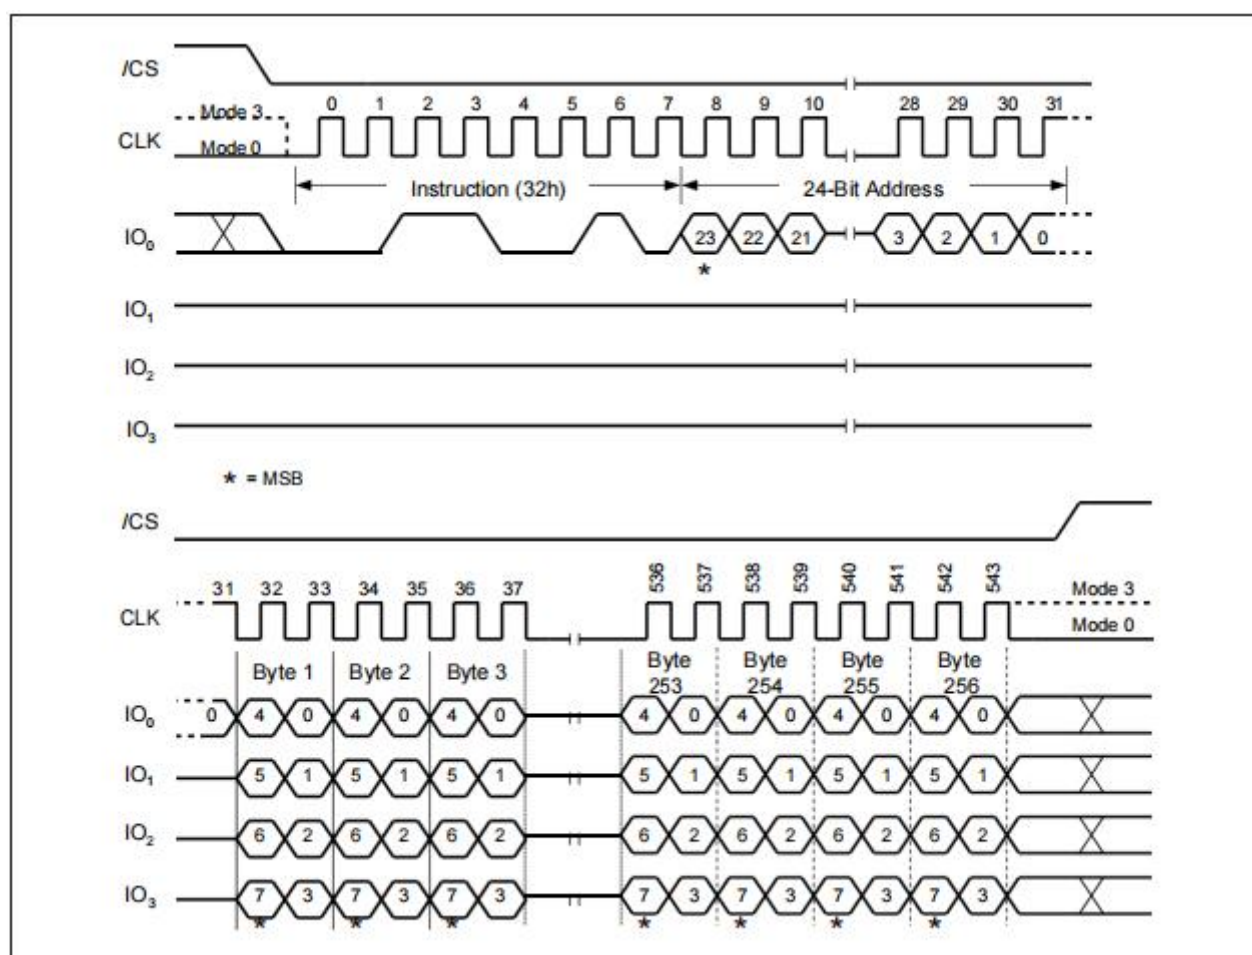 /CS
Mode 3
0 1 2 3 4 5 6 7 8 9 10 28 29 30 31
CLK
Mode 0
Instruction (32h) 24-Bit Address
IO0 23 22 21 3 2 1 0
*
IO1
IO2
IO3
* = MSB
/CS
31 32 33 34 35 36 37 536 537 538 539 540 541 542 543
Mode 3
CLK
Mode 0
Byte 1 Byte 2 Byte 3 Byte 253 Byte 254 Byte 255 Byte 256
IO0 0 4 0 4 0 4 0 4 0 4 0 4 0 4 0
IO1 5 1 5 1 5 1 5 1 5 1 5 1 5 1
IO2 6 2 6 2 6 2 6 2 6 2 6 2 6 2
IO3 7 3 7 3 7 3 7 3 7 3 7 3 7 3
* * * * * * *